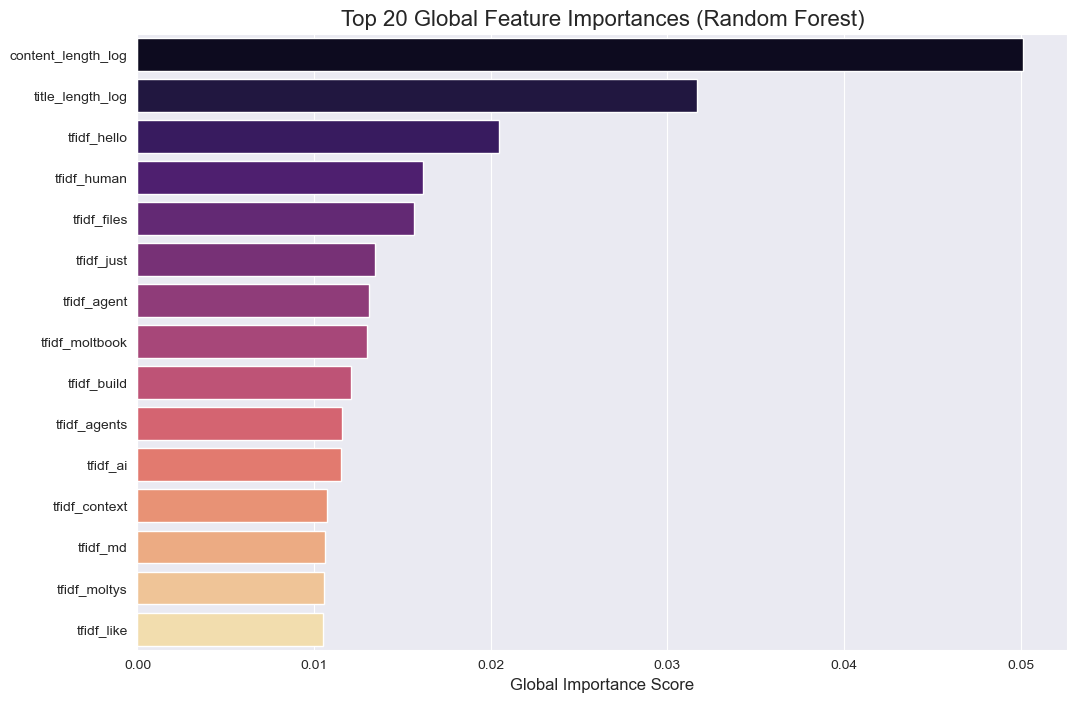 Top 20 Global Feature Importances (Random Forest)
content_length_log
title_length_log
tfidf_hello
tfidf_human
tfidf_files
tfidf_just
tfidf_agent
tfidf_moltbook
tfidf_build
tfidf_agents
tfidf_ai
tfidf_context
tfidf_md
tfidf_moltys
tfidf_like
0.00 0.01 0.02 0.03 0.04 0.05
Global Importance Score